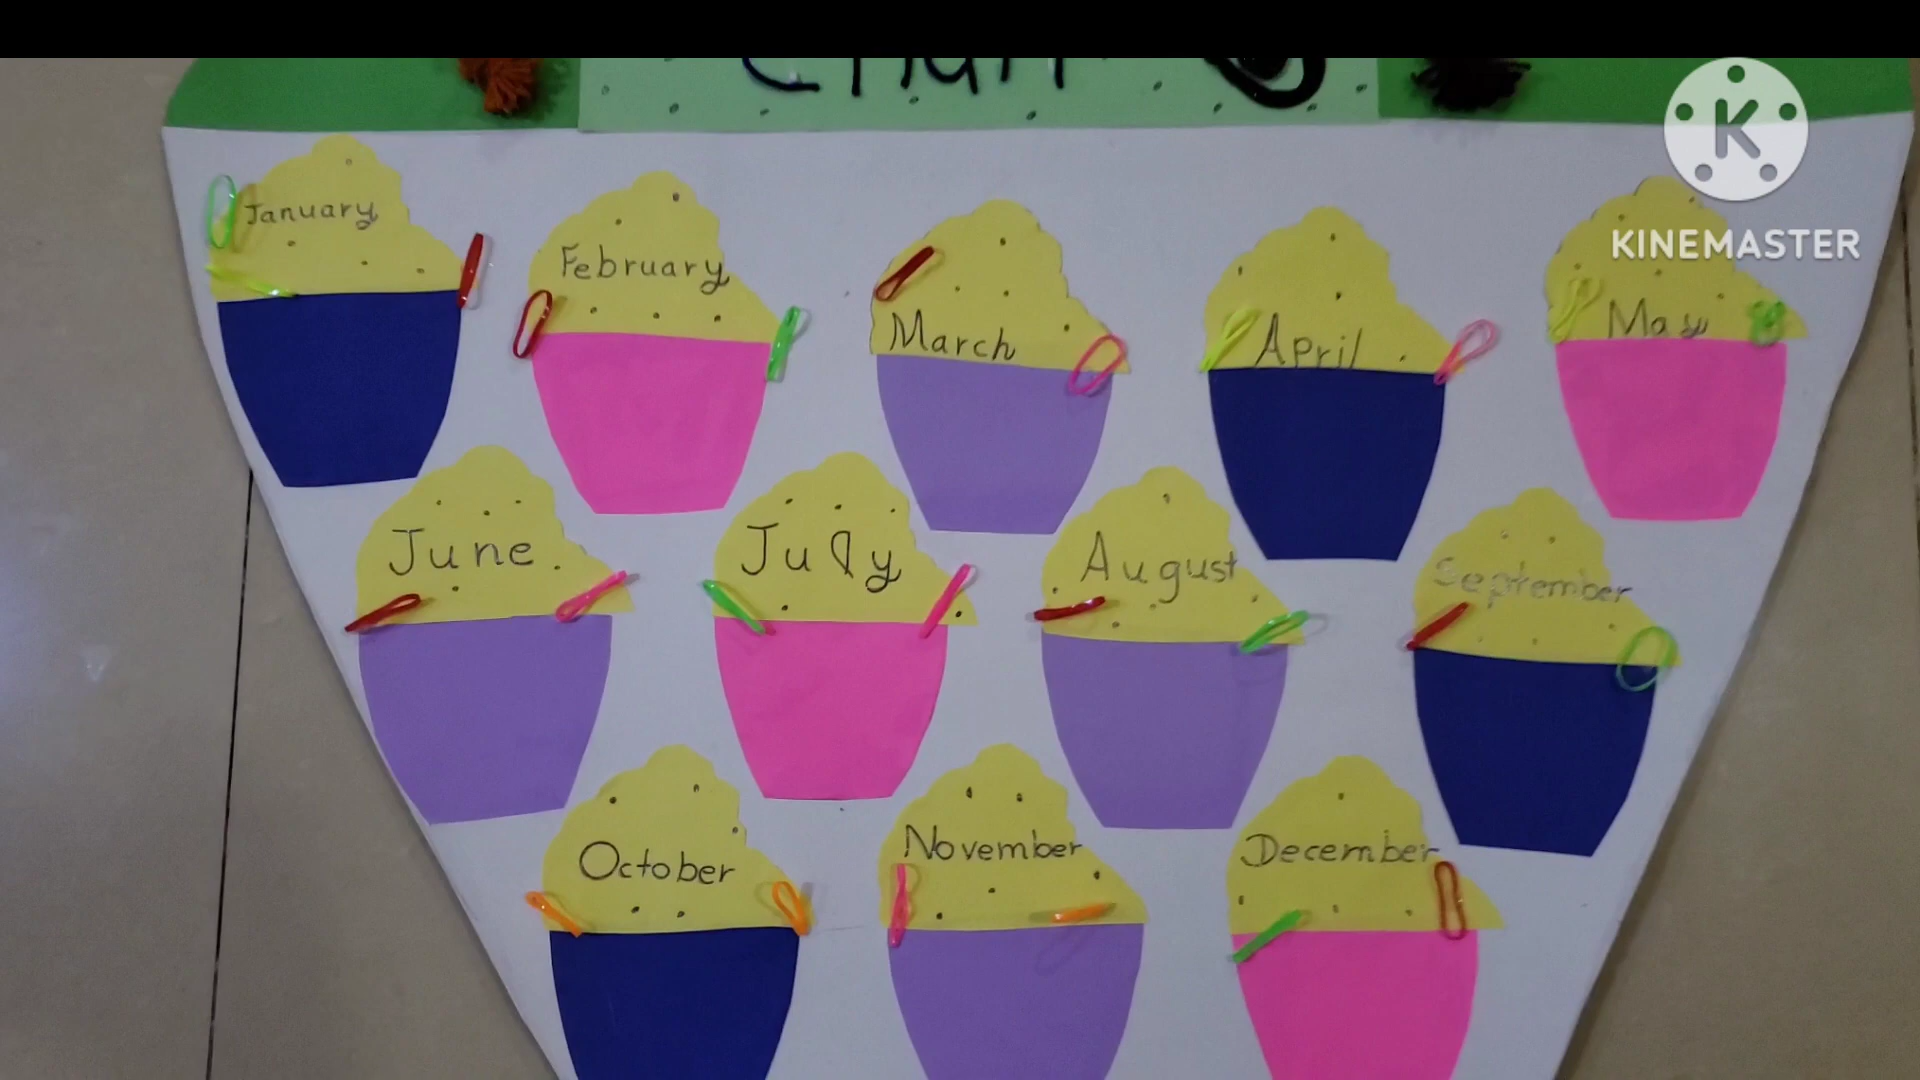 January
February
March
April
May
June
July
August
September
October
November
December
K
KINEMASTER